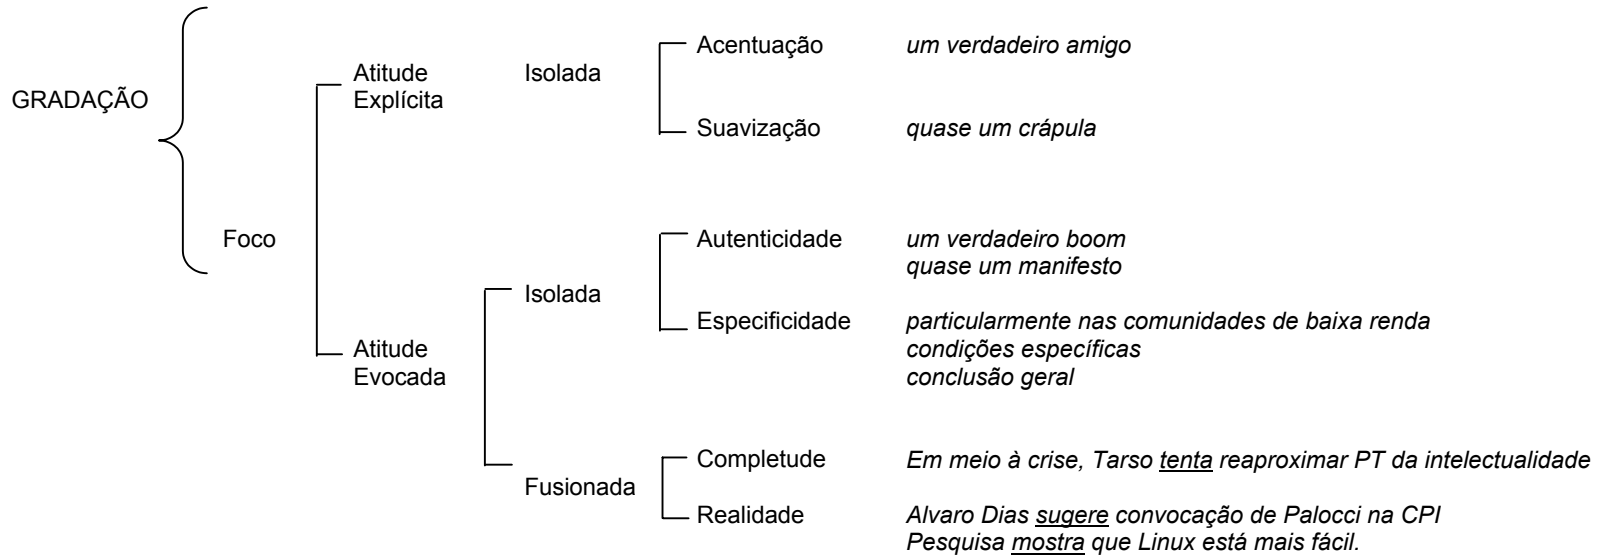 GRADAÇÃO
Foco
Atitude
Explícita
Isolada
Acentuação
um verdadeiro amigo
Suavização
quase um crápula
Atitude
Evocada
Isolada
Autenticidade
um verdadeiro boom
quase um manifesto
Especificidade
particularmente nas comunidades de baixa renda
condições específicas
conclusão geral
Fusionada
Completude
Em meio à crise, Tarso tenta reaproximar PT da intelectualidade
Realidade
Alvaro Dias sugere convocação de Palocci na CPI
Pesquisa mostra que Linux está mais fácil.